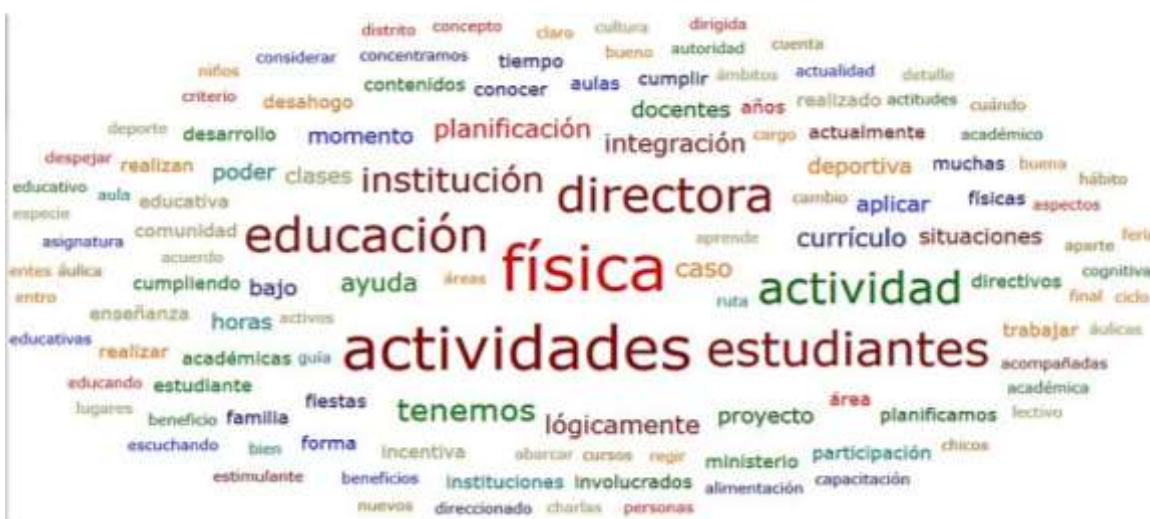 distrito concepto claro cultura dirigida
considerar concentramos tiempo bueno autoridad cuenta
niños contenidos conocer aulas cumplir ámbitos actualidad detalle
criterio desahogo docentes años realizado actitudes cuándo
deporte desarrollo momento planificación integración cargo actualmente académico
despejar realizan poder clases institución directora deportiva muchas buena hábito
educativo aula educativa cambio aplicar físicas aspectos
especie comunidad educación física aprende currículo situaciones feria
asignatura acuerdo caso aparte
entes áulica cumpliendo bajo ayuda áreas actividad directivos cognitiva
entro enseñanza horas activos ruta final ciclo
educativas realizar académicas guía actividades estudiantes trabajar áulicas
educando estudiante acompañadas
lugares beneficio familia fiestas tenemos lógicamente proyecto área planificamos académica lectivo
escuchando bien forma incentiva abarcar cursos regir ministerio participación chicos
estimulante beneficios instituciones involucrados alimentación capacitación
nuevos direccionado charlas personas